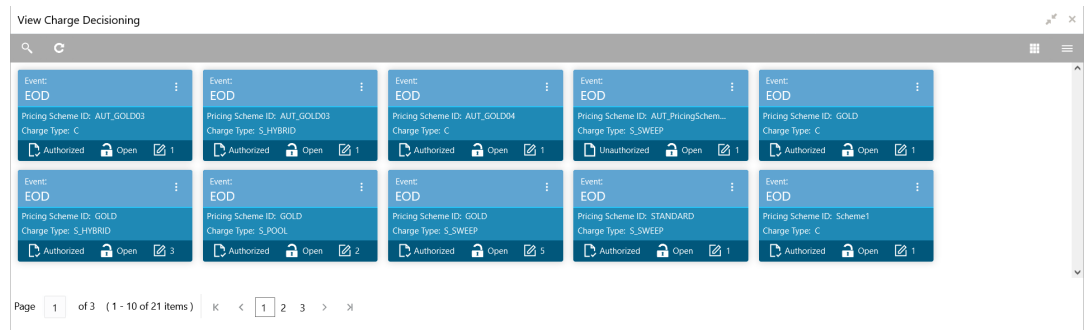 View Charge Decisioning
Event: Event: Event: Event: Event:
EOD EOD EOD EOD EOD
Pricing Scheme ID: AUT_GOLD03 Pricing Scheme ID: AUT_GOLD03 Pricing Scheme ID: AUT_GOLD04 Pricing Scheme ID: AUT_PricingSchem... Pricing Scheme ID: GOLD
Charge Type: C Charge Type: S_HYBRID Charge Type: C Charge Type: S_SWEEP Charge Type: C
Authorized Open 1 Authorized Open 1 Authorized Open 1 Unauthorized Open 1 Authorized Open 1
Event: Event: Event: Event: Event:
EOD EOD EOD EOD EOD
Pricing Scheme ID: GOLD Pricing Scheme ID: GOLD Pricing Scheme ID: GOLD Pricing Scheme ID: STANDARD Pricing Scheme ID: Scheme1
Charge Type: S_HYBRID Charge Type: S_POOL Charge Type: S_SWEEP Charge Type: S_SWEEP Charge Type: C
Authorized Open 3 Authorized Open 2 Authorized Open 5 Authorized Open 1 Authorized Open 1
Page 1 of 3 (1 - 10 of 21 items) 1 2 3